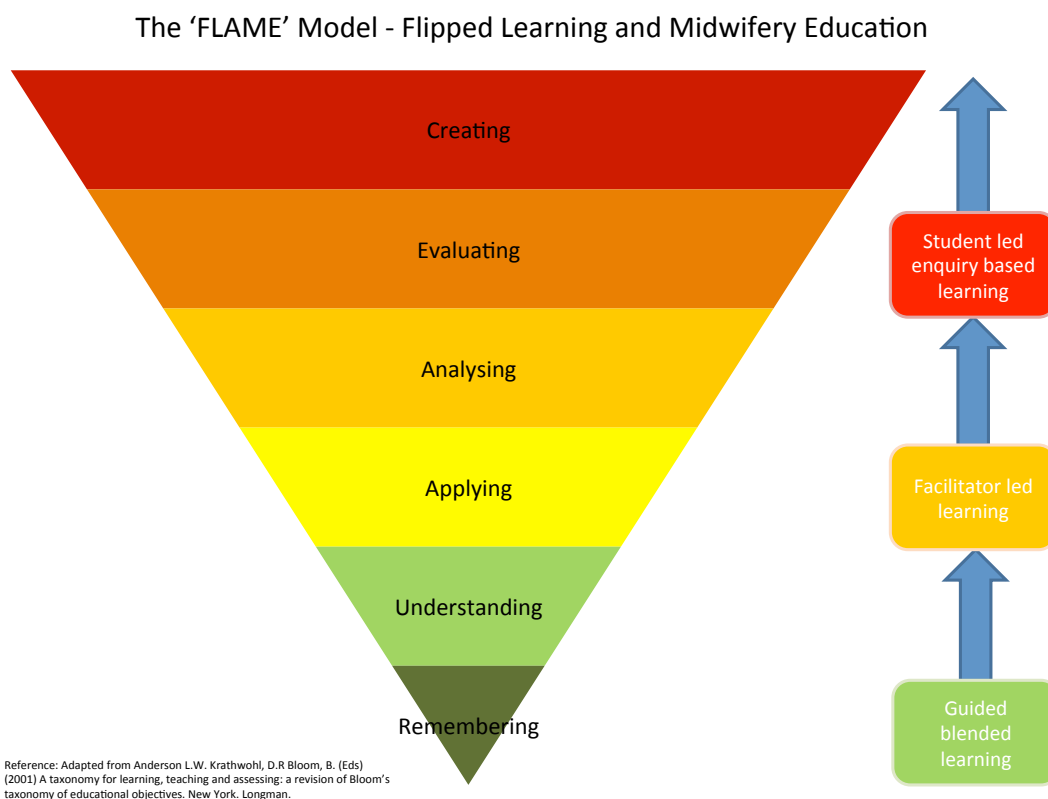 The ‘FLAME’ Model - Flipped Learning and Midwifery Education
Creating
Evaluating
Analysing
Applying
Understanding
Remembering
Student led
enquiry based
learning
Facilitator led
learning
Guided
blended
learning
Reference: Adapted from Anderson L.W. Krathwohl, D.R Bloom, B. (Eds)
(2001) A taxonomy for learning, teaching and assessing: a revision of Bloom’s
taxonomy of educational objectives. New York. Longman.